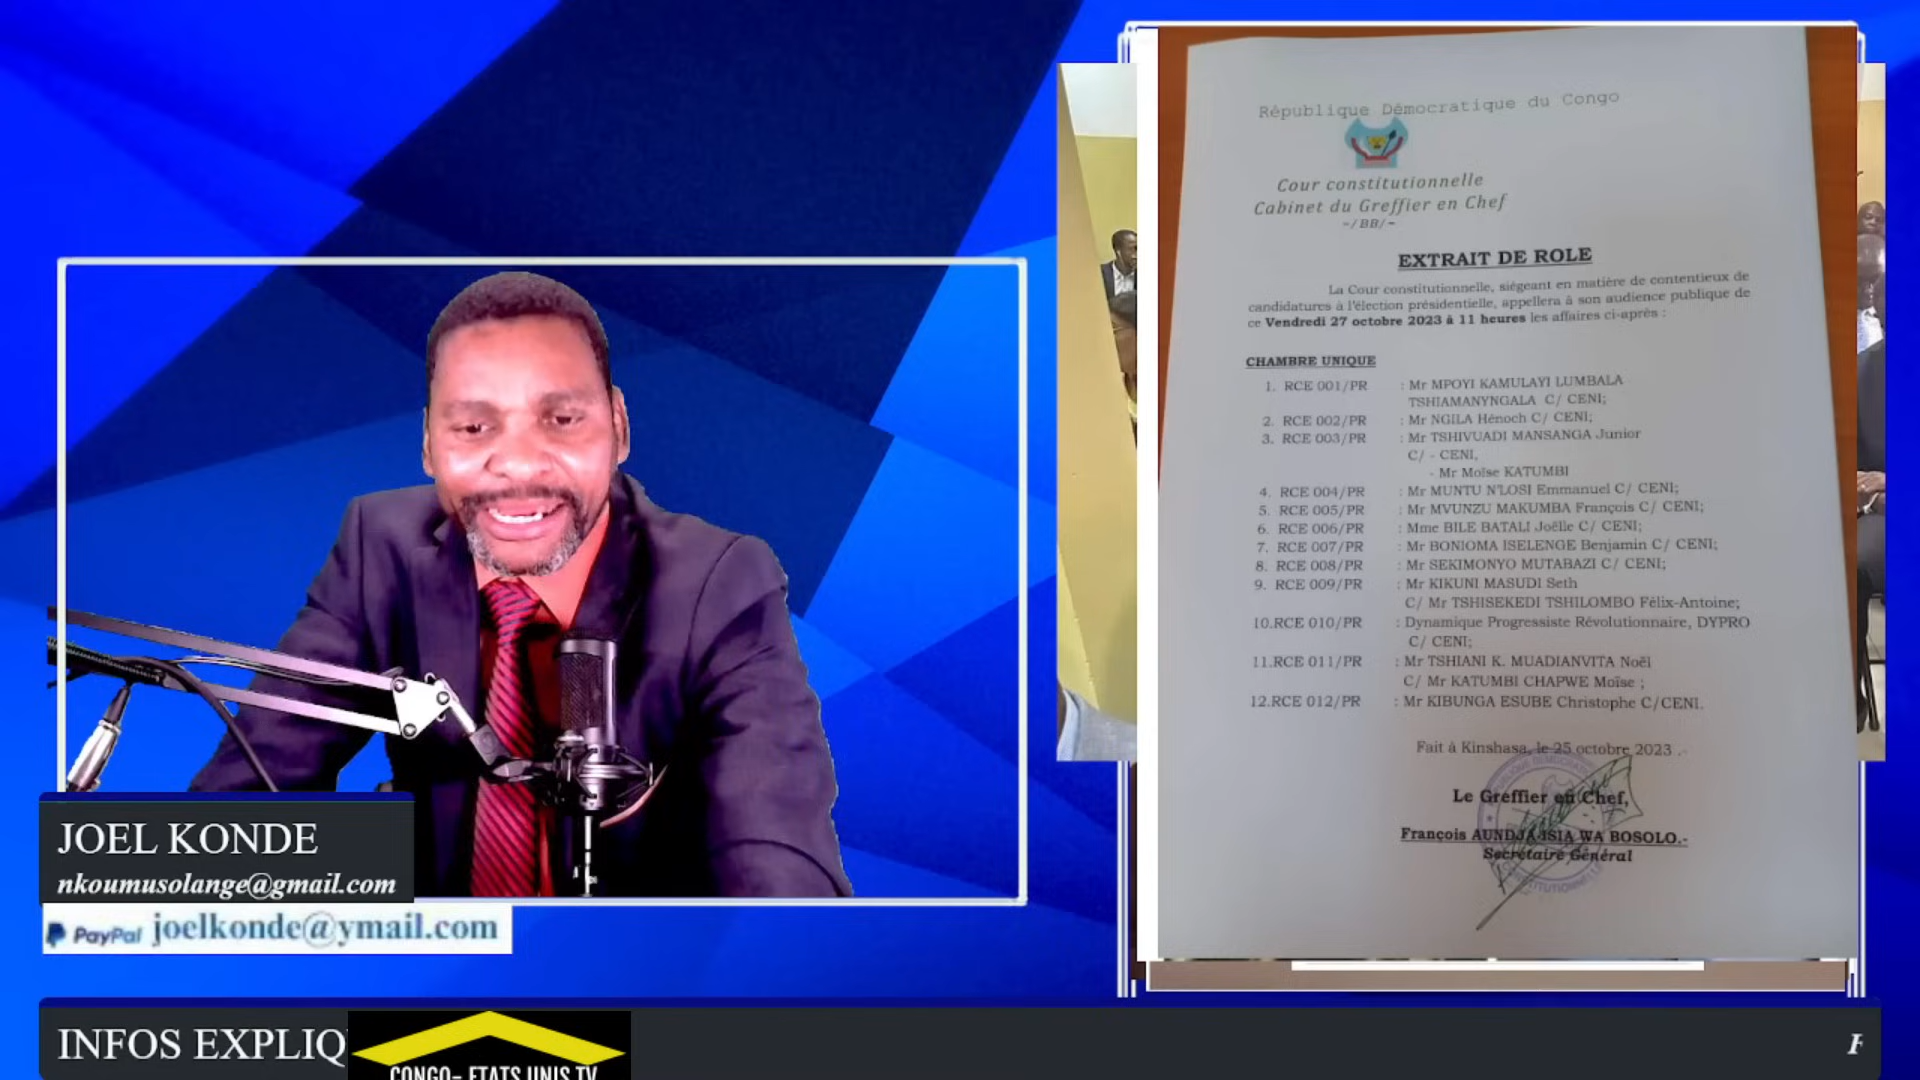 République Démocratique du Congo
Cour constitutionnelle
Cabinet du Greffier en Chef
-/BB/-
EXTRAIT DE ROLE
La Cour constitutionnelle, siégeant en matière de contentieux de
candidatures à l'élection présidentielle, appellera à son audience publique de
ce Vendredi 27 octobre 2023 à 11 heures les affaires ci-après :
CHAMBRE UNIQUE
1. RCE 001/PR : Mr MPOYI KAMULAYI LUMBALA
TSHIAMANYNGALA C/ CENI;
2. RCE 002/PR : Mr NGILA Hénoch C/ CENI;
3. RCE 003/PR : Mr TSHIVUADI MANSANGA Junior
C/ - CENI,
- Mr Moïse KATUMBI
4. RCE 004/PR : Mr MUNTU N'LOSI Emmanuel C/ CENI;
5. RCE 005/PR : Mr MVUNZU MAKUMBA François C/ CENI;
6. RCE 006/PR : Mme BILE BATALI Joëlle C/ CENI;
7. RCE 007/PR : Mr BONIOMA ISELENGE Benjamin C/ CENI;
8. RCE 008/PR : Mr SEKIMONYO MUTABAZI C/ CENI;
9. RCE 009/PR : Mr KIKUNI MASUDI Seth
C/ Mr TSHISEKEDI TSHILOMBO Félix-Antoine;
10.RCE 010/PR : Dynamique Progressiste Révolutionnaire, DYPRO
C/ CENI;
11.RCE 011/PR : Mr TSHIANI K. MUADIANVITA Noël
C/ Mr KATUMBI CHAPWE Moïse ;
12.RCE 012/PR : Mr KIBUNGA ESUBE Christophe C/CENI.
Fait à Kinshasa, le 25 octobre 2023 .-
Le Greffier en Chef,
François AUNDJA ISIA WA BOSOLO.-
Secrétaire Général
JOEL KONDE
nkoumusolange@gmail.com
PayPal joelkonde@ymail.com
INFOS EXPLIQ
CONGO- ETATS UNIS TV